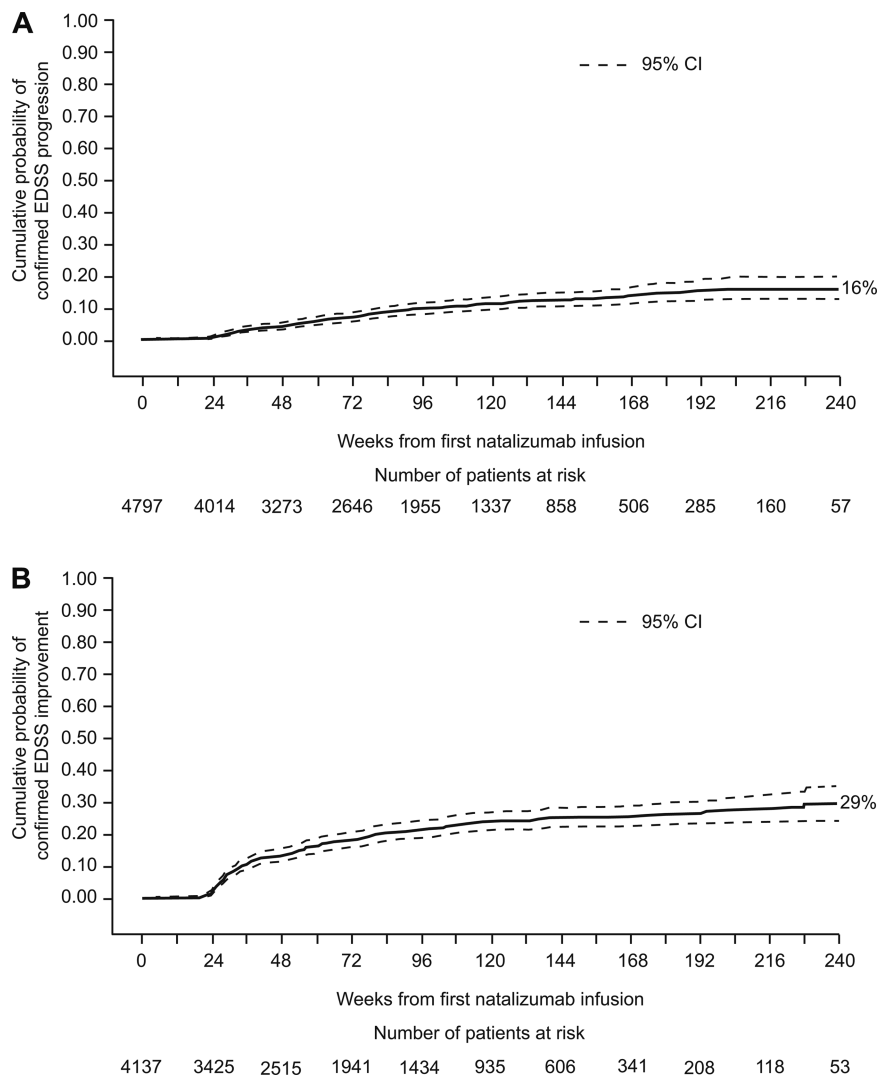 A
Cumulative probability of
confirmed EDSS progression
1.00
0.90
0.80
0.70
0.60
0.50
0.40
0.30
0.20
0.10
0.00
95% CI
16%
0 24 48 72 96 120 144 168 192 216 240
Weeks from first natalizumab infusion
Number of patients at risk
4797 4014 3273 2646 1955 1337 858 506 285 160 57
B
Cumulative probability of
confirmed EDSS improvement
1.00
0.90
0.80
0.70
0.60
0.50
0.40
0.30
0.20
0.10
0.00
95% CI
29%
0 24 48 72 96 120 144 168 192 216 240
Weeks from first natalizumab infusion
Number of patients at risk
4137 3425 2515 1941 1434 935 606 341 208 118 53